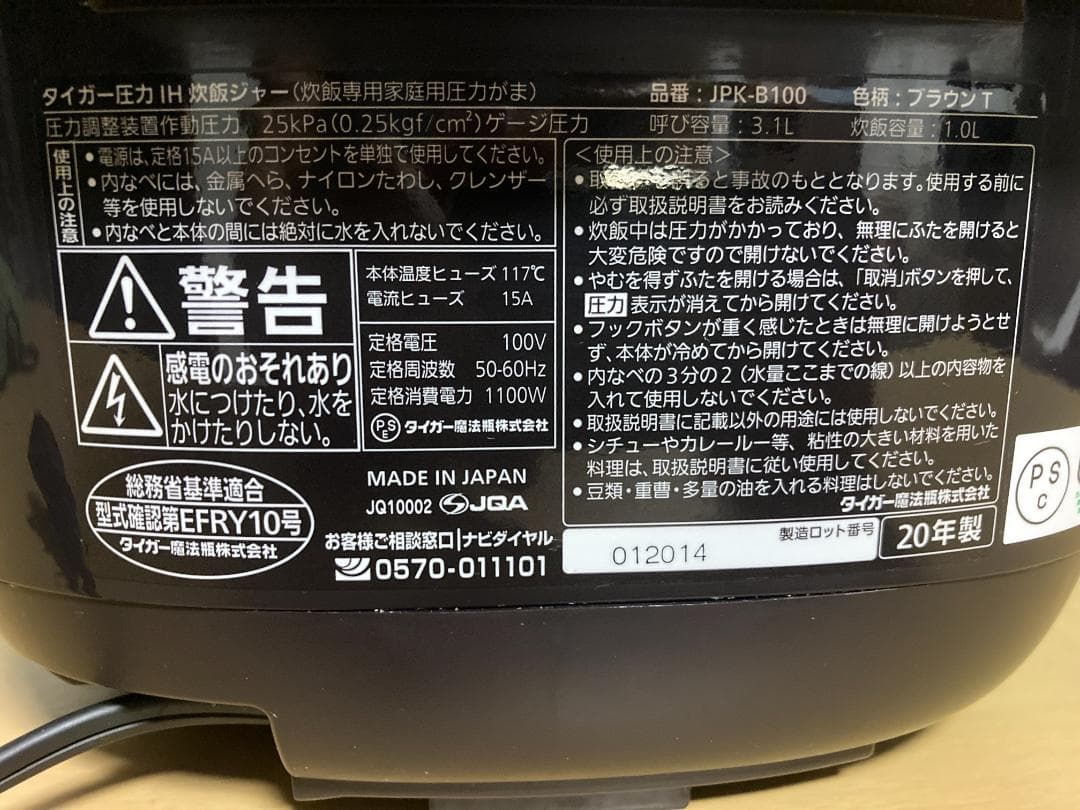 タイガー圧力IH炊飯ジャー(炊飯専用家庭用圧力がま)
品番：JPK-B100
色柄：ブラウンT
圧力調整装置作動圧力 25kPa(0.25kgf/cm²)ゲージ圧力
呼び容量：3.1L
炊飯容量：1.0L
使用上の注意
●電源は、定格15A以上のコンセントを単独で使用してください。
●内なべには、金属へら、ナイロンたわし、クレンザー
等を使用しないでください。
●内なべと本体の間には絶対に水を入れないでください。
警告
感電のおそれあり
水につけたり、水を
かけたりしない。
本体温度ヒューズ 117℃
電流ヒューズ 15A
定格電圧 100V
定格周波数 50-60Hz
定格消費電力 1100W
PSE タイガー魔法瓶株式会社
総務省基準適合
型式確認第EFRY10号
タイガー魔法瓶株式会社
MADE IN JAPAN
JQ10002 JQA
お客様ご相談窓口|ナビダイヤル
0570-011101
＜使用上の注意＞
●取を誤ると事故のもととなります。使用する前に
必ず取扱説明書をお読みください。
●炊飯中は圧力がかかっており、無理にふたを開けると
大変危険ですので開けないでください。
●やむを得ずふたを開ける場合は、「取消」ボタンを押して、
圧力 表示が消えてから開けてください。
●フックボタンが重く感じたときは無理に開けようとせ
ず、本体が冷めてから開けてください。
●内なべの3分の2(水量ここまでの線)以上の内容物を
入れて使用しないでください。
●取扱説明書に記載以外の用途には使用しないでください。
●シチューやカレールー等、粘性の大きい材料を用いた
料理は、取扱説明書に従い使用してください。
●豆類・重曹・多量の油を入れる料理はしないでください。
タイガー魔法瓶株式会社
製造ロット番号
012014
20年製
PS
C